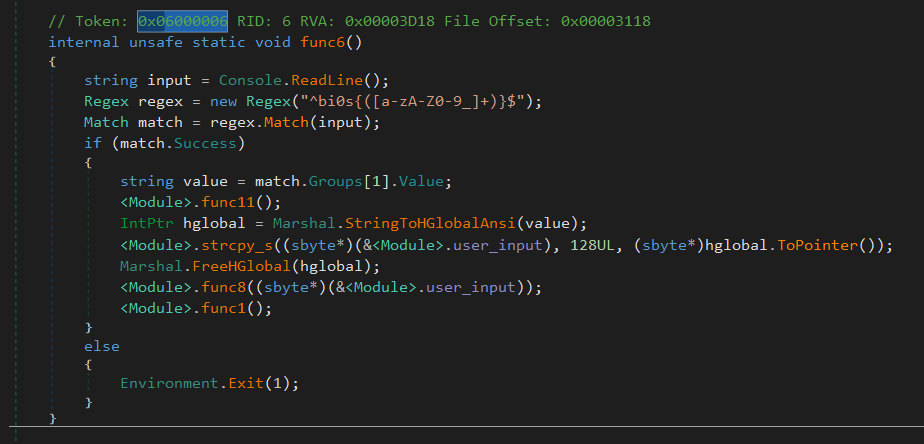 // Token: 0x06000006 RID: 6 RVA: 0x00003D18 File Offset: 0x00003118
internal unsafe static void func6()
{
string input = Console.ReadLine();
Regex regex = new Regex("^bi0s{([a-zA-Z0-9_]+)}$");
Match match = regex.Match(input);
if (match.Success)
{
string value = match.Groups[1].Value;
<Module>.func11();
IntPtr hglobal = Marshal.StringToHGlobalAnsi(value);
<Module>.strcpy_s((sbyte*)(&<Module>.user_input), 128UL, (sbyte*)hglobal.ToPointer());
Marshal.FreeHGlobal(hglobal);
<Module>.func8((sbyte*)(&<Module>.user_input));
<Module>.func1();
}
else
{
Environment.Exit(1);
}
}